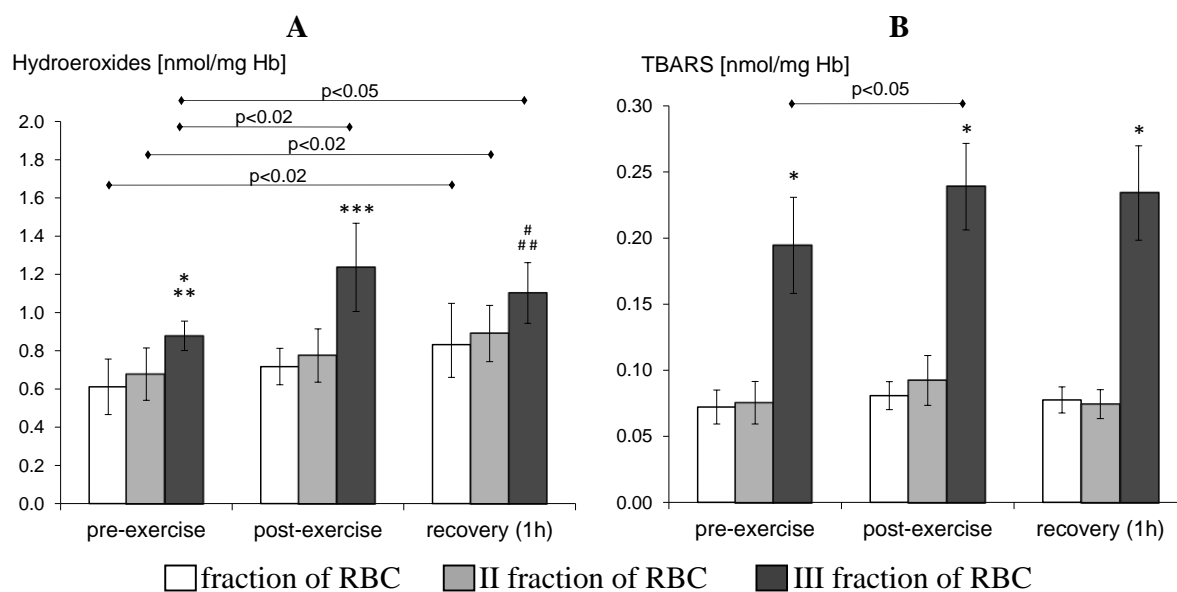 A
Hydroeroxides [nmol/mg Hb]
p<0.05
p<0.02
p<0.02
p<0.02
2.0
1.8
1.6
1.4
1.2
1.0
0.8
0.6
0.4
0.2
0.0
*
**
***
#
##
pre-exercise post-exercise recovery (1h)
B
TBARS [nmol/mg Hb]
p<0.05
0.30
0.25
0.20
0.15
0.10
0.05
0.00
*
*
*
pre-exercise post-exercise recovery (1h)
fraction of RBC II fraction of RBC III fraction of RBC